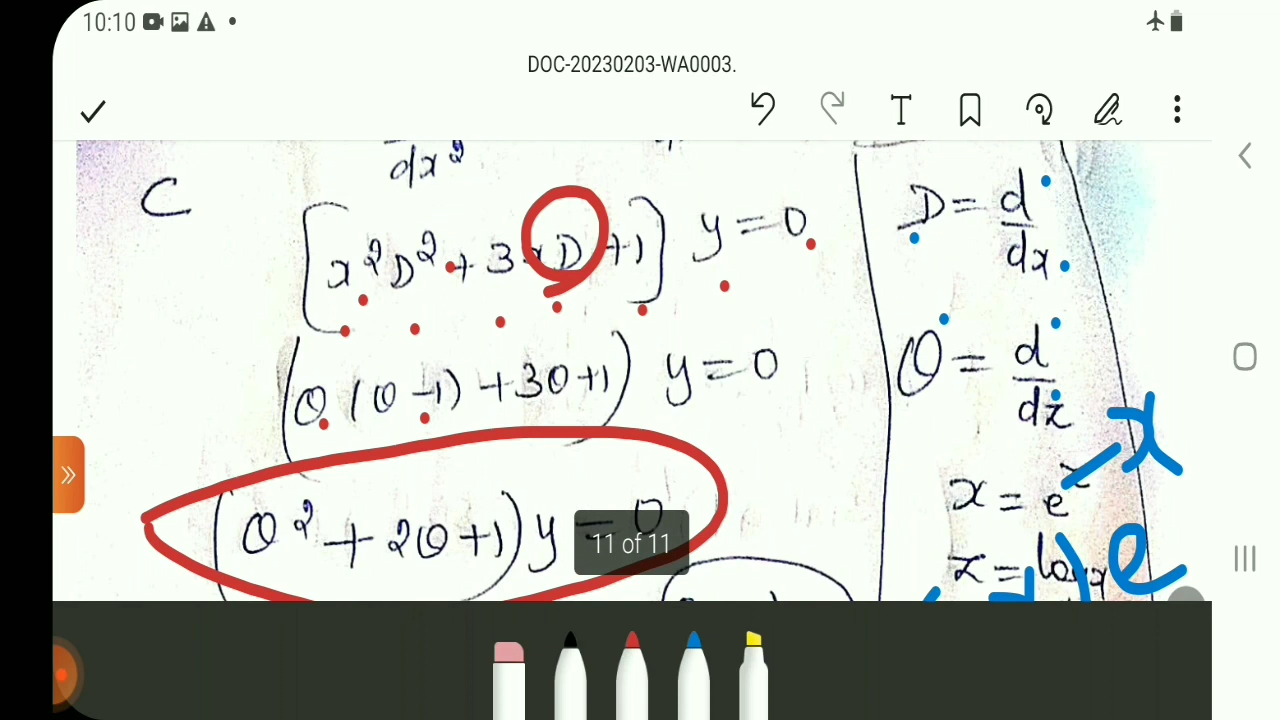 10:10
DOC-20230203-WA0003.
T
dx²
C
[x²D² + 3xD + 1] y = 0
(θ(θ-1) + 3θ+1) y = 0
(θ² + 2θ+1) y = 0
11 of 11
D = d/dx
θ = d/dz
x = e^z
x
z = log x
e